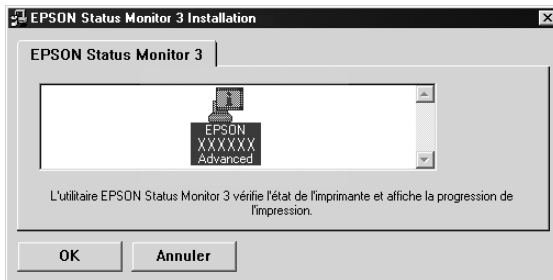 EPSON Status Monitor 3 Installation
EPSON Status Monitor 3
EPSON
XXXXXX
Advanced
L'utilitaire EPSON Status Monitor 3 vérifie l'état de l'imprimante et affiche la progression de
l'impression.
OK
Annuler